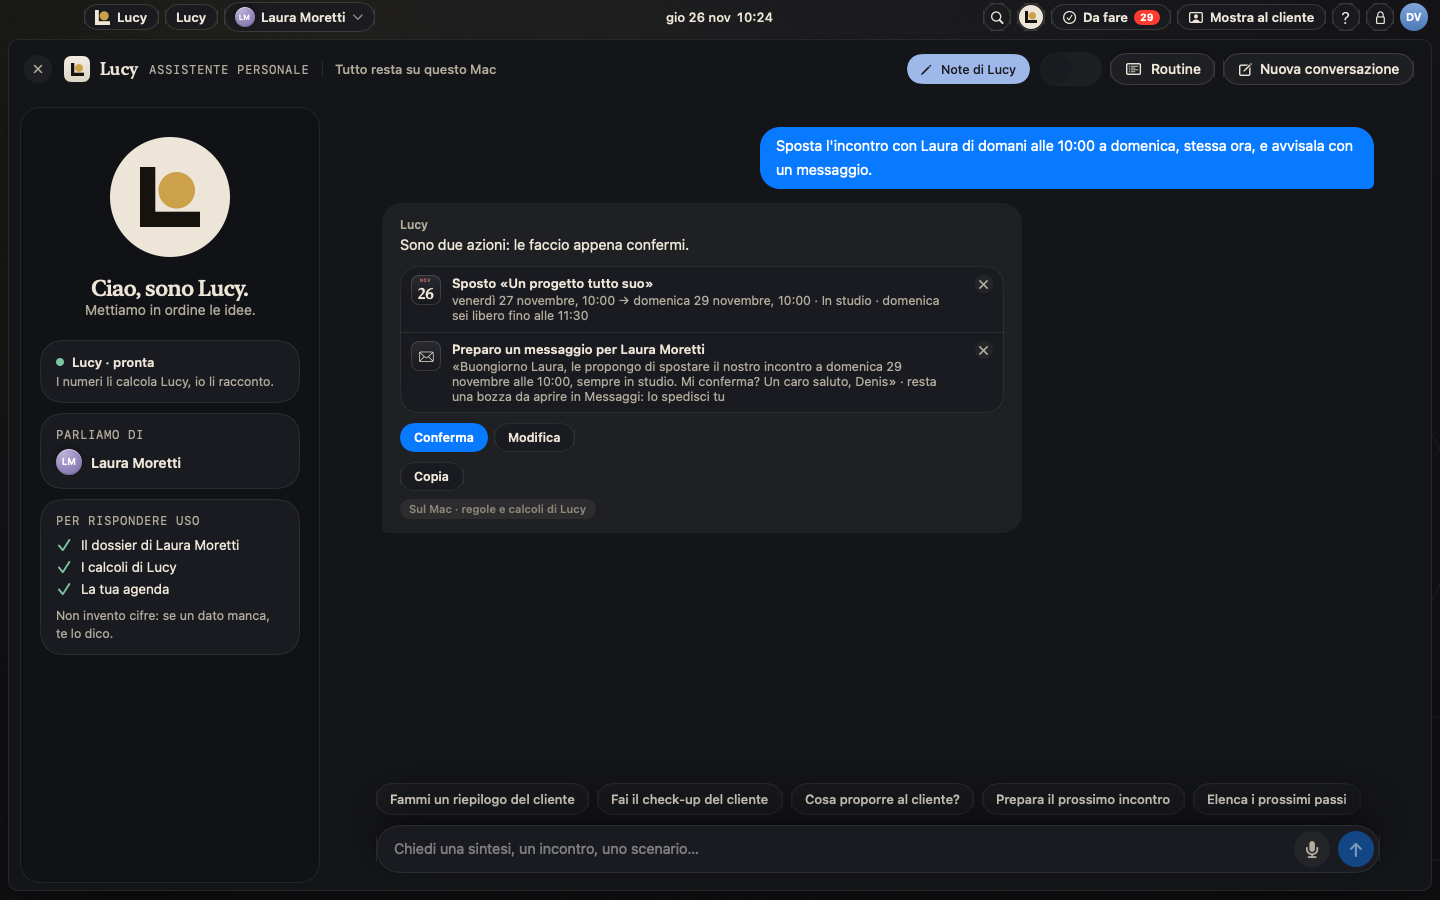 Lucy
Lucy
LM Laura Moretti
gio 26 nov 10:24
Da fare 29
Mostra al cliente
?
DV
Lucy ASSISTENTE PERSONALE
Tutto resta su questo Mac
Note di Lucy
Routine
Nuova conversazione
Ciao, sono Lucy.
Mettiamo in ordine le idee.
Lucy · pronta
I numeri li calcola Lucy, io li racconto.
PARLIAMO DI
LM Laura Moretti
PER RISPONDERE USO
Il dossier di Laura Moretti
I calcoli di Lucy
La tua agenda
Non invento cifre: se un dato manca,
te lo dico.
Sposta l'incontro con Laura di domani alle 10:00 a domenica, stessa ora, e avvisala con
un messaggio.
Lucy
Sono due azioni: le faccio appena confermi.
NOV
26
Sposto «Un progetto tutto suo»
venerdì 27 novembre, 10:00 → domenica 29 novembre, 10:00 · In studio · domenica
sei libero fino alle 11:30
Preparo un messaggio per Laura Moretti
«Buongiorno Laura, le propongo di spostare il nostro incontro a domenica 29
novembre alle 10:00, sempre in studio. Mi conferma? Un caro saluto, Denis» · resta
una bozza da aprire in Messaggi: lo spedisci tu
Conferma
Modifica
Copia
Sul Mac · regole e calcoli di Lucy
Fammi un riepilogo del cliente
Fai il check-up del cliente
Cosa proporre al cliente?
Prepara il prossimo incontro
Elenca i prossimi passi
Chiedi una sintesi, un incontro, uno scenario...